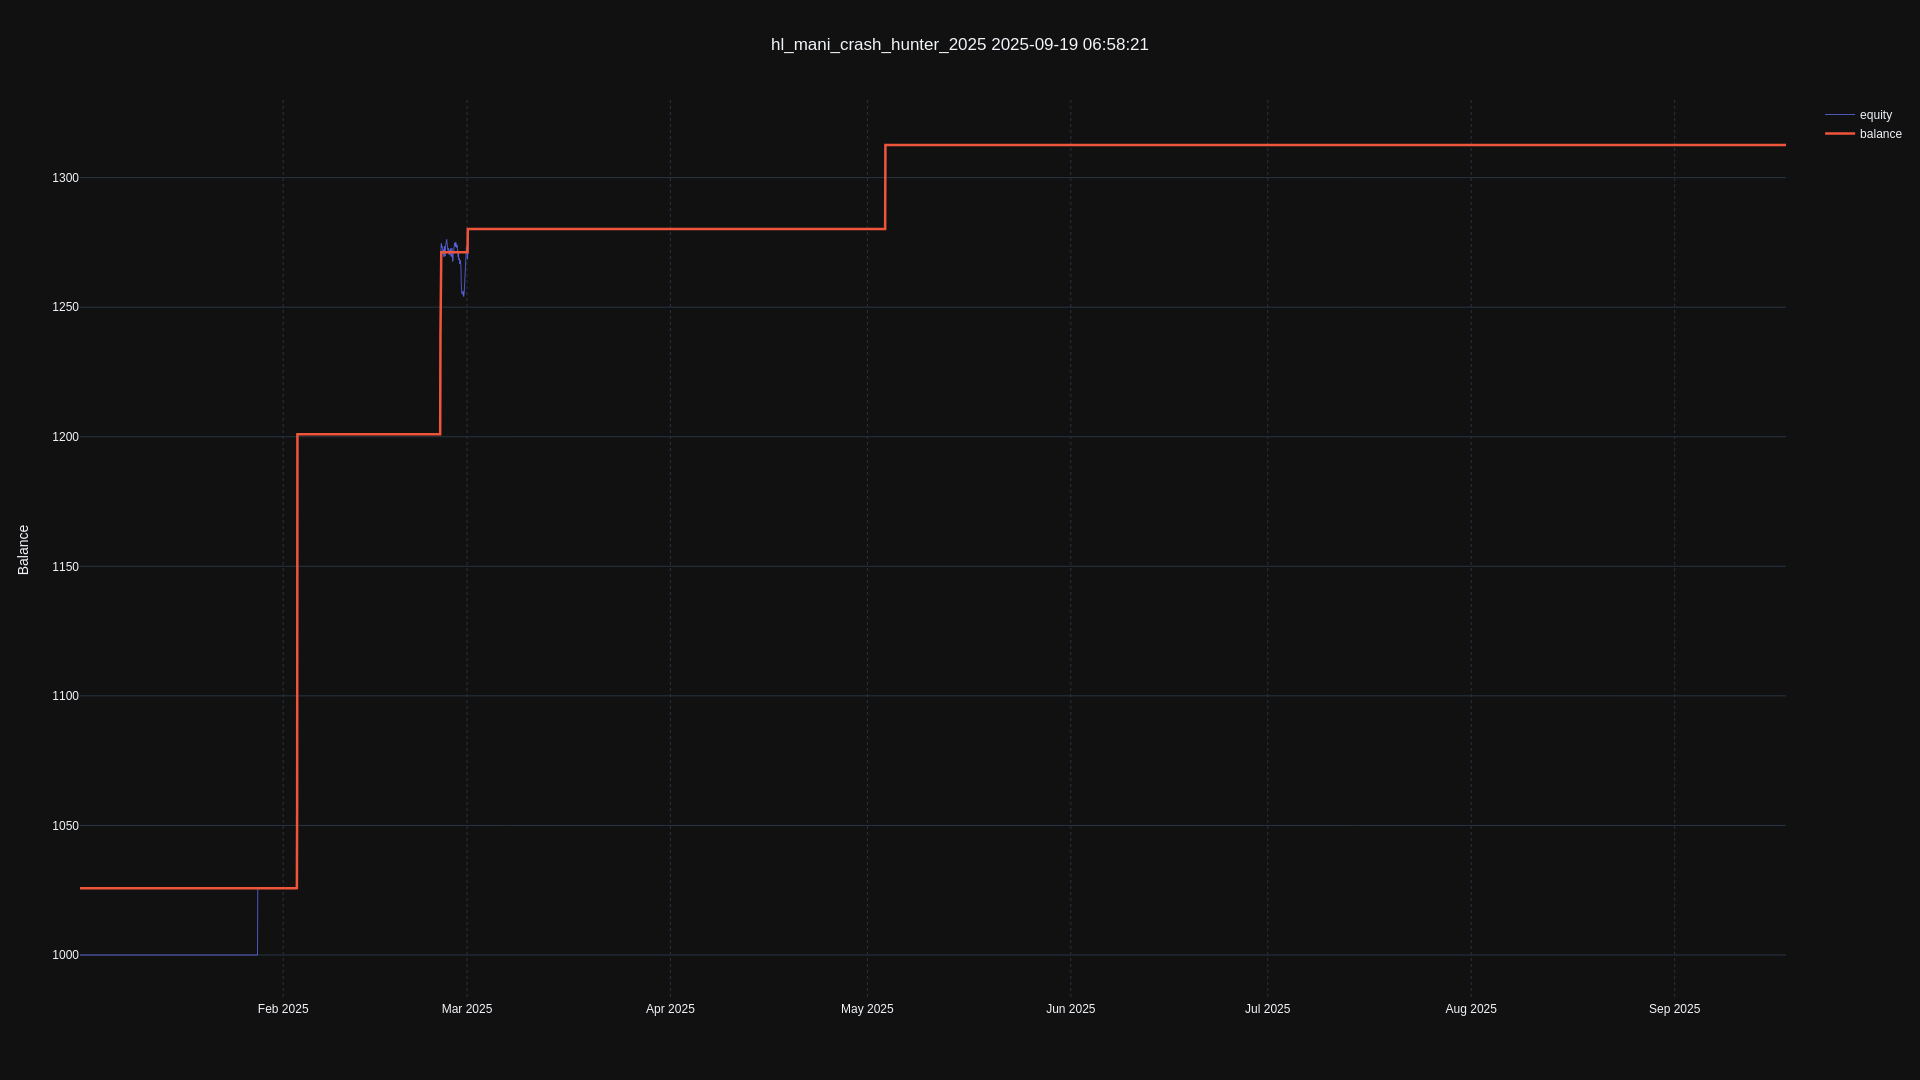 hl_mani_crash_hunter_2025 2025-09-19 06:58:21
equity
balance
1300
1250
1200
1150
1100
1050
1000
Balance
Feb 2025
Mar 2025
Apr 2025
May 2025
Jun 2025
Jul 2025
Aug 2025
Sep 2025